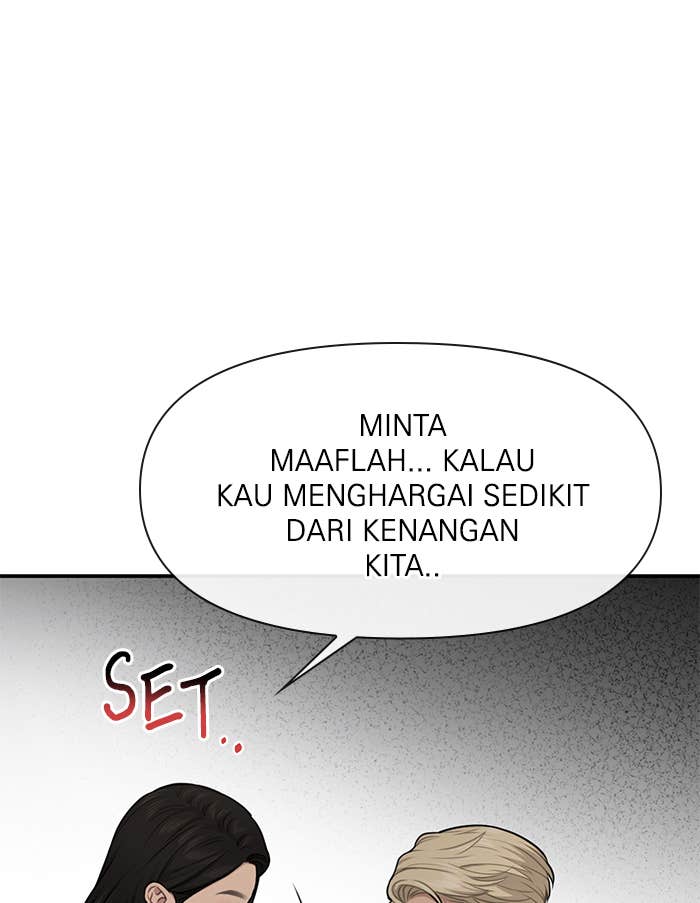 MINTA
MAAFLAH... KALAU
KAU MENGHARGAI SEDIKIT
DARI KENANGAN
KITA..
SET..